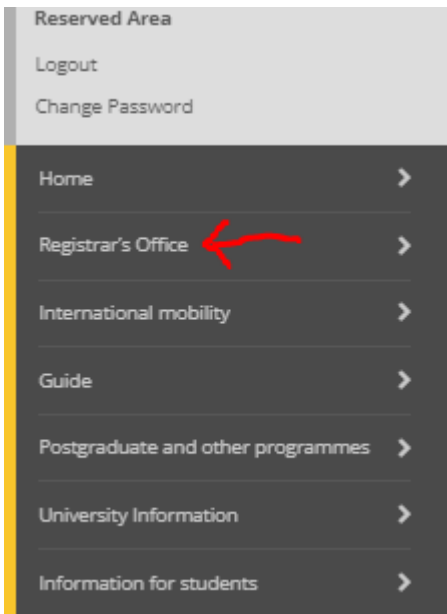 Reserved Area
Logout
Change Password
Home
Registrar's Office
International mobility
Guide
Postgraduate and other programmes
University Information
Information for students